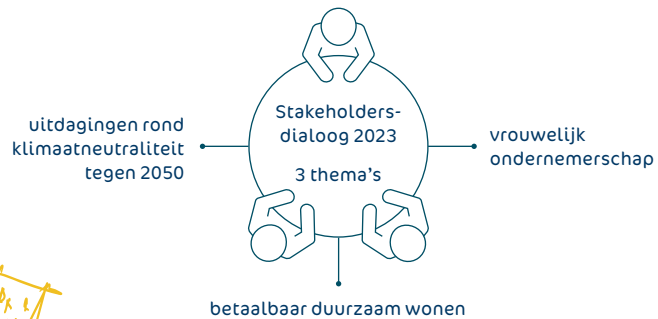 Stakeholders-
dialoog 2023
3 thema's
uitdagingen rond
klimaatneutraliteit
tegen 2050
vrouwelijk
ondernemerschap
betaalbaar duurzaam wonen